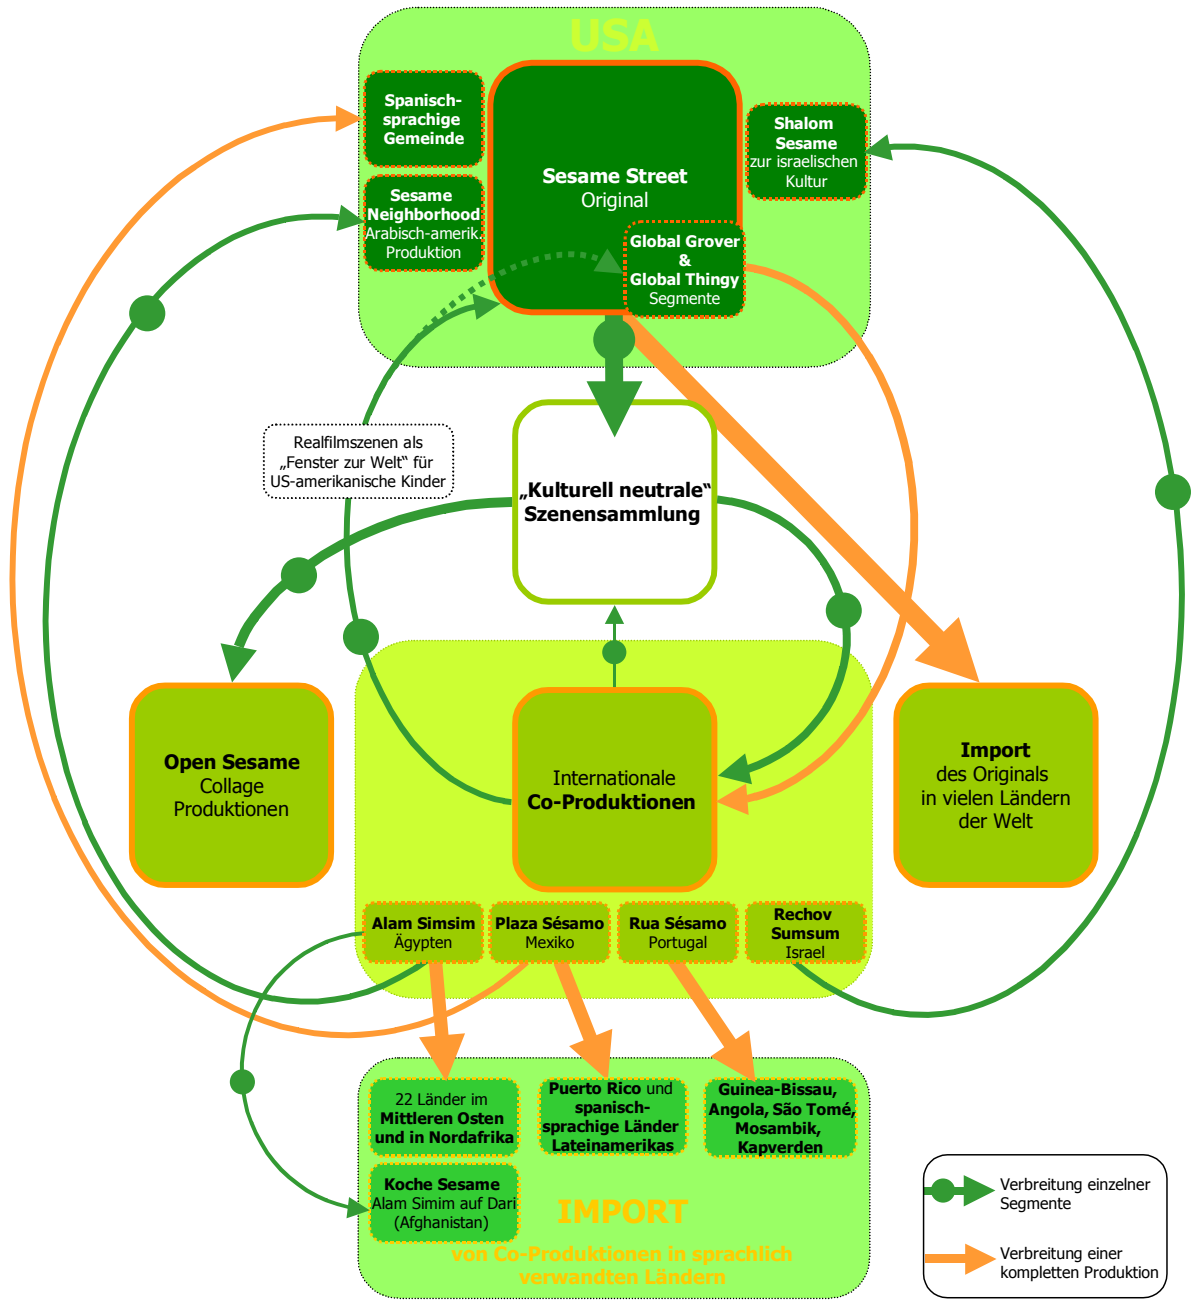 USA
Spanisch-
sprachige
Gemeinde
Sesame
Neighborhood
Arabisch-amerik.
Produktion
Sesame Street
Original
Global Grover
&
Global Thingy
Segmente
Shalom
Sesame
zur israelischen
Kultur
Realfilmszenen als
„Fenster zur Welt“ für
US-amerikanische Kinder
„Kulturell neutrale“
Szenensammlung
Open Sesame
Collage
Produktionen
Internationale
Co-Produktionen
Import
des Originals
in vielen Ländern
der Welt
Alam Simsim
Ägypten
Plaza Sésamo
Mexiko
Rua Sésamo
Portugal
Rechov
Sumsum
Israel
22 Länder im
Mittleren Osten
und in Nordafrika
Puerto Rico und
spanisch-
sprachige Länder
Lateinamerikas
Guinea-Bissau,
Angola, São Tomé,
Mosambik,
Kapverden
Koche Sesame
Alam Simim auf Dari
(Afghanistan)
IMPORT
von Co-Produktionen in sprachlich
verwandten Ländern
Verbreitung einzelner
Segmente
Verbreitung einer
kompletten Produktion